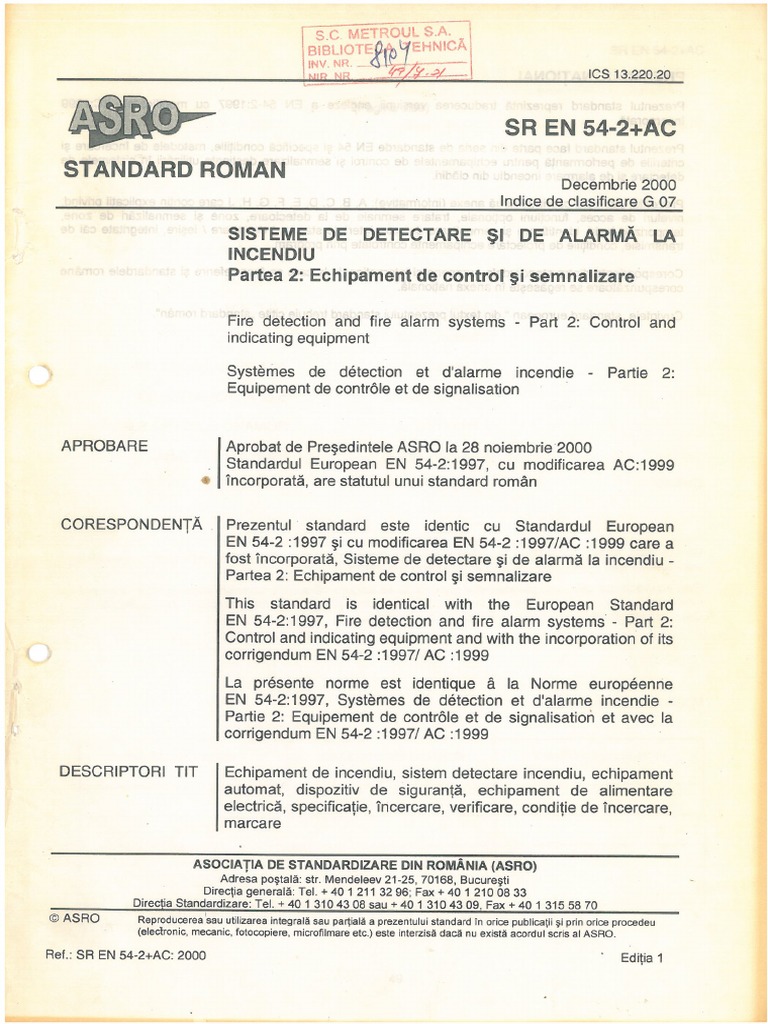 S.C. METROUL S.A.
BIBLIOTECA TEHNICĂ
INV. NR. 8104
NIR. NR.
ICS 13.220.20
ASRO
SR EN 54-2+AC
STANDARD ROMAN
Decembrie 2000
Indice de clasificare G 07
SISTEME DE DETECTARE ŞI DE ALARMĂ LA
INCENDIU
Partea 2: Echipament de control şi semnalizare
Fire detection and fire alarm systems - Part 2: Control and
indicating equipment
Systèmes de détection et d'alarme incendie - Partie 2:
Equipement de contrôle et de signalisation
APROBARE
Aprobat de Preşedintele ASRO la 28 noiembrie 2000
Standardul European EN 54-2:1997, cu modificarea AC:1999
încorporată, are statutul unui standard român
CORESPONDENŢĂ
Prezentul standard este identic cu Standardul European
EN 54-2 :1997 şi cu modificarea EN 54-2 :1997/AC :1999 care a
fost încorporată, Sisteme de detectare şi de alarmă la incendiu -
Partea 2: Echipament de control şi semnalizare
This standard is identical with the European Standard
EN 54-2:1997, Fire detection and fire alarm systems - Part 2:
Control and indicating equipment and with the incorporation of its
corrigendum EN 54-2 :1997/ AC :1999
La présente norme est identique â la Norme européenne
EN 54-2:1997, Systèmes de détection et d'alarme incendie -
Partie 2: Equipement de contrôle et de signalisation et avec la
corrigendum EN 54-2 :1997/ AC :1999
DESCRIPTORI TIT
Echipament de incendiu, sistem detectare incendiu, echipament
automat, dispozitiv de siguranţă, echipament de alimentare
electrică, specificaţie, încercare, verificare, condiţie de încercare,
marcare
ASOCIAŢIA DE STANDARDIZARE DIN ROMÂNIA (ASRO)
Adresa poştală: str. Mendeleev 21-25, 70168, Bucureşti
Direcţia generală: Tel. + 40 1 211 32 96; Fax + 40 1 210 08 33
Direcţia Standardizare: Tel. + 40 1 310 43 08 sau + 40 1 310 43 09, Fax + 40 1 315 58 70
© ASRO
Reproducerea sau utilizarea integrală sau parţială a prezentului standard în orice publicaţii şi prin orice procedeu
(electronic, mecanic, fotocopiere, microfilmare etc.) este interzisă dacă nu există acordul scris al ASRO.
Ref.: SR EN 54-2+AC: 2000
Ediţia 1